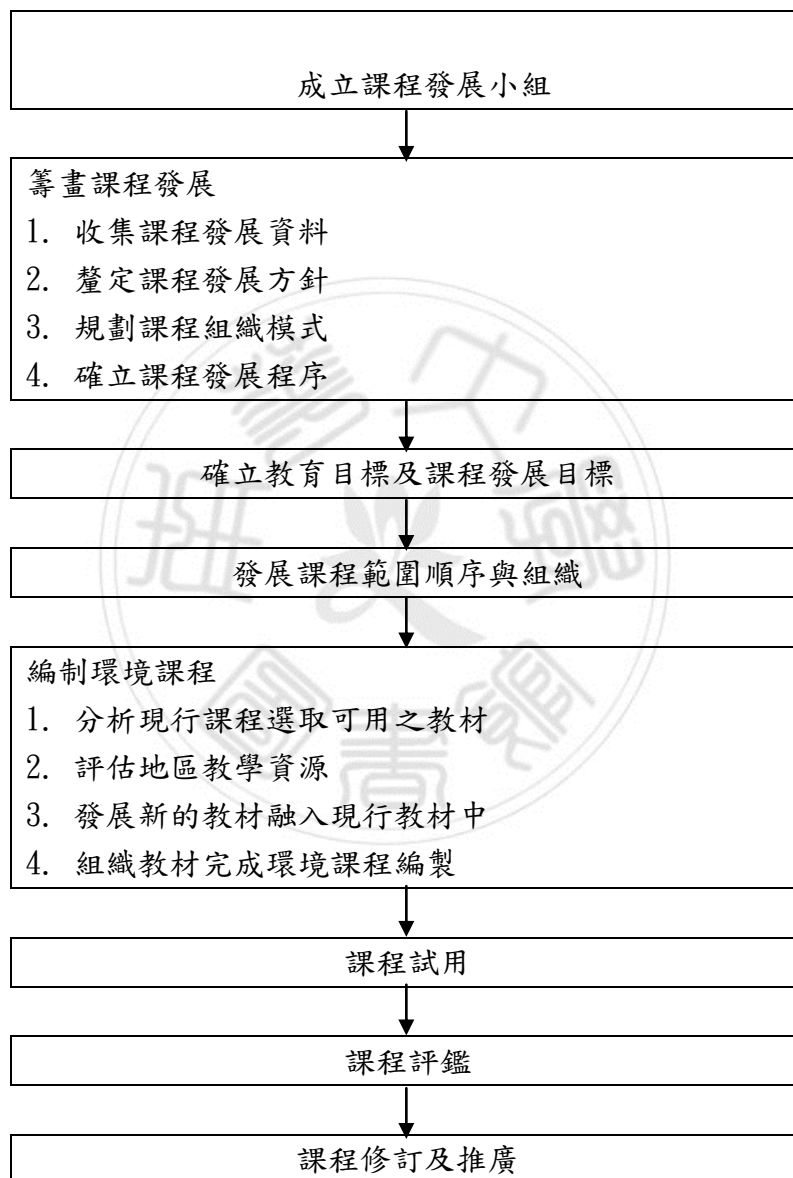 成立課程發展小組
籌畫課程發展
1. 收集課程發展資料
2. 釐定課程發展方針
3. 規劃課程組織模式
4. 確立課程發展程序
確立教育目標及課程發展目標
發展課程範圍順序與組織
編制環境課程
1. 分析現行課程選取可用之教材
2. 評估地區教學資源
3. 發展新的教材融入現行教材中
4. 組織教材完成環境課程編製
課程試用
課程評鑑
課程修訂及推廣